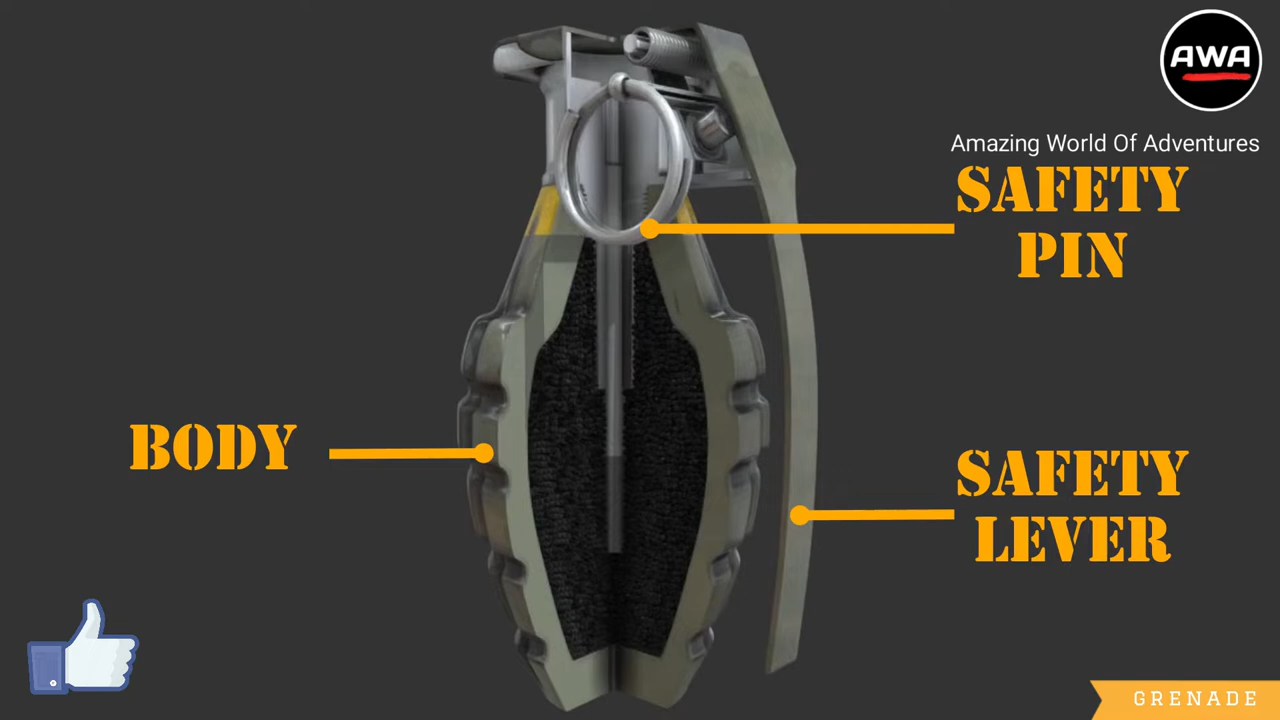 AWA
Amazing World Of Adventures
SAFETY
PIN
BODY
SAFETY
LEVER
GRENADE